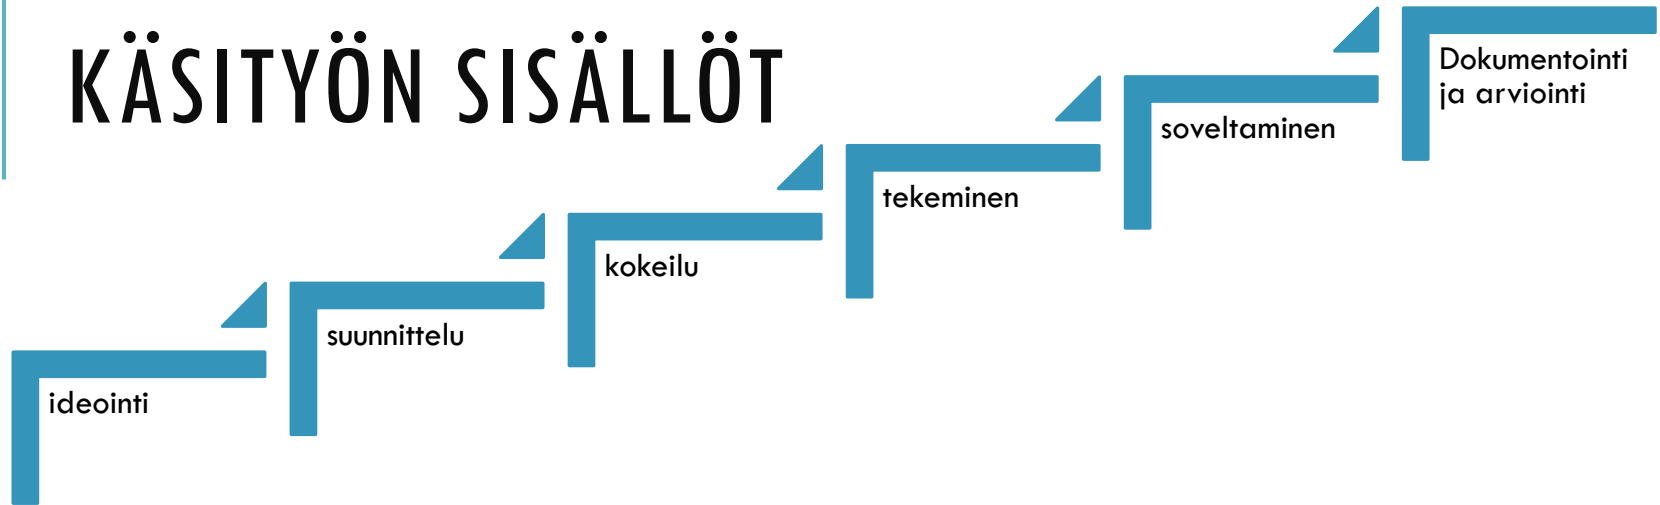 KÄSITYÖN SISÄLLÖT
ideointi
suunnittelu
kokeilu
tekeminen
soveltaminen
Dokumentointi
ja arviointi